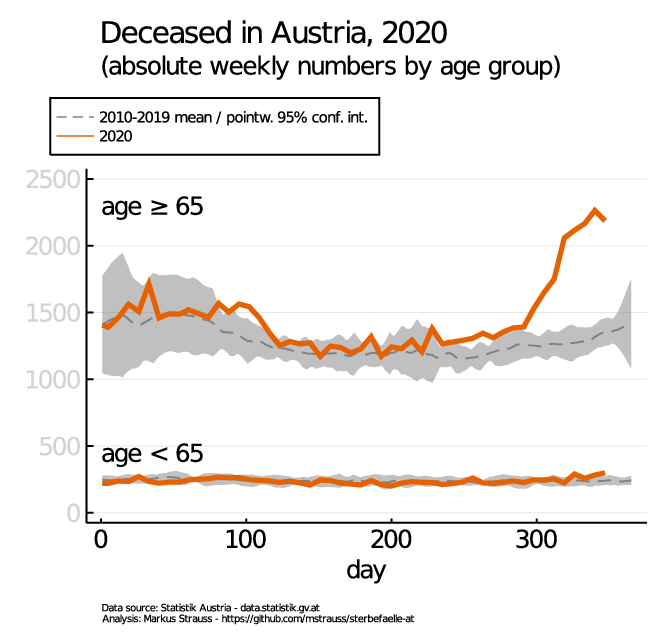 Deceased in Austria, 2020
(absolute weekly numbers by age group)
2010-2019 mean / pointw. 95% conf. int.
2020
2500
age ≥ 65
2000
1500
1000
500
age < 65
0
0 100 200 300
day
Data source: Statistik Austria - data.statistik.gv.at
Analysis: Markus Strauss - https://github.com/mstrauss/sterbefaelle-at